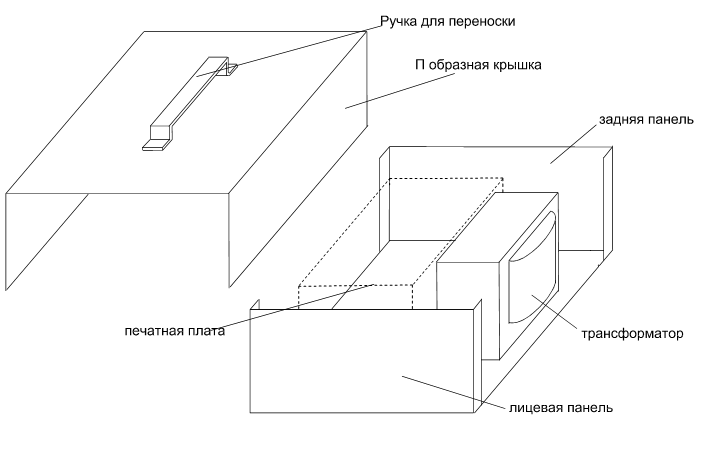 Ручка для переноски
П образная крышка
задняя панель
печатная плата
трансформатор
лицевая панель